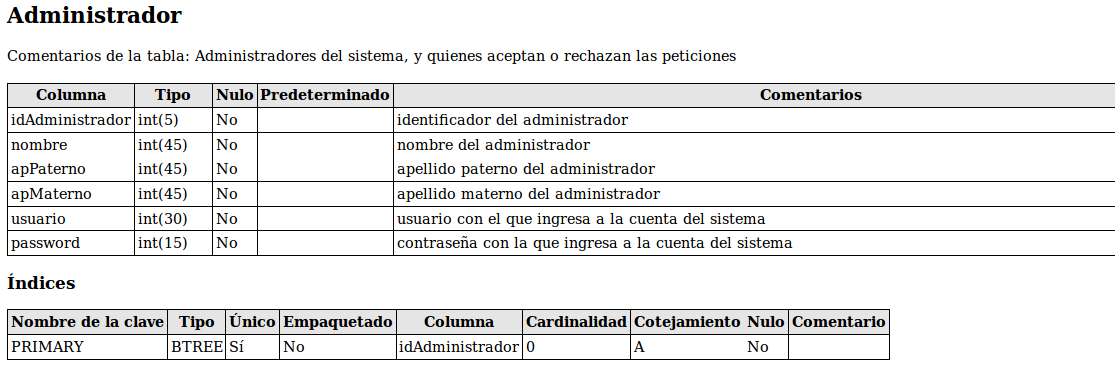 Administrador
Comentarios de la tabla: Administradores del sistema, y quienes aceptan o rechazan las peticiones
Columna Tipo Nulo Predeterminado Comentarios
idAdministrador int(5) No identificador del administrador
nombre int(45) No nombre del administrador
apPaterno int(45) No apellido paterno del administrador
apMaterno int(45) No apellido materno del administrador
usuario int(30) No usuario con el que ingresa a la cuenta del sistema
password int(15) No contraseña con la que ingresa a la cuenta del sistema
Índices
Nombre de la clave Tipo Único Empaquetado Columna Cardinalidad Cotejamiento Nulo Comentario
PRIMARY BTREE Sí No idAdministrador 0 A No